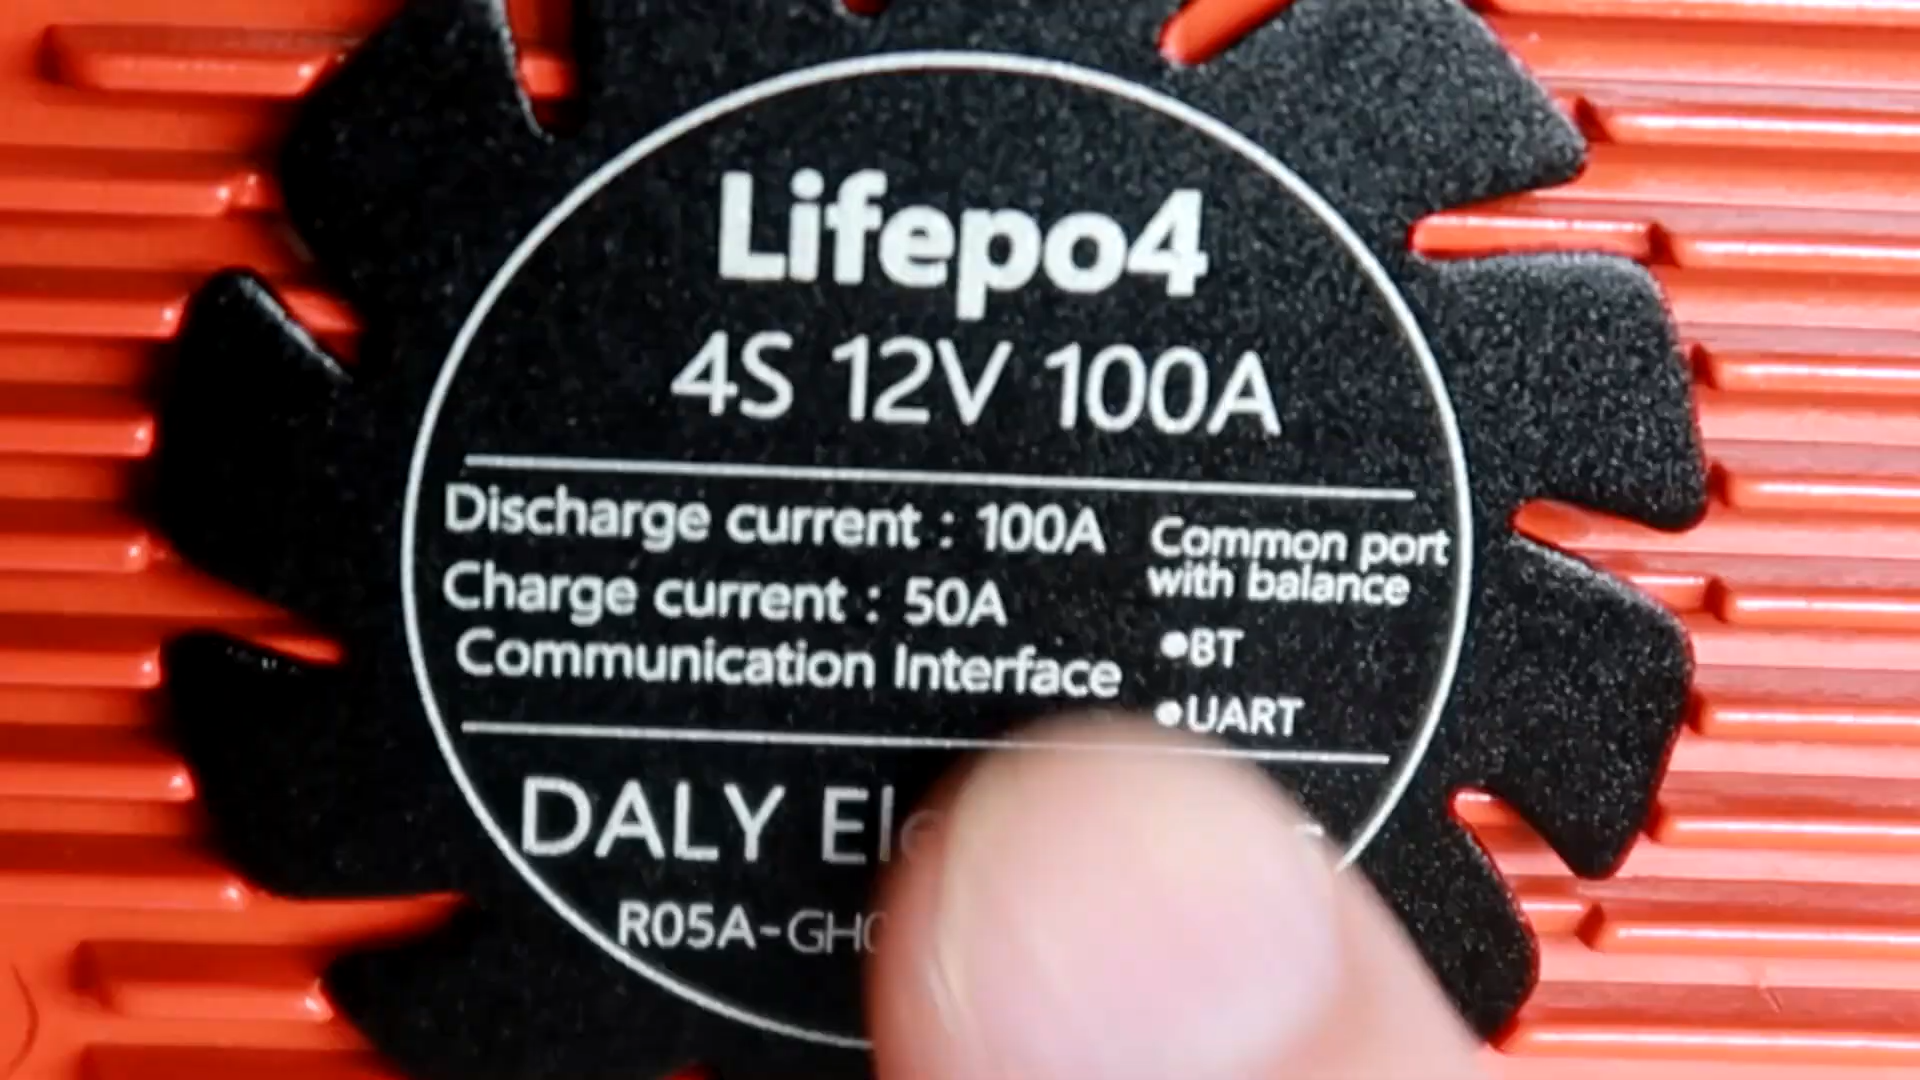 Lifepo4
4S 12V 100A
Discharge current : 100A
Charge current : 50A
Communication Interface
Common port
with balance
●BT
●UART
DALY
R05A-GH